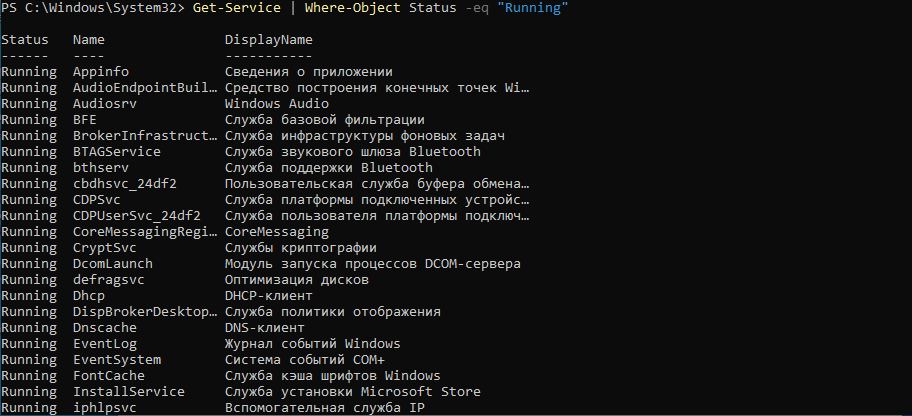 PS C:\Windows\System32> Get-Service | Where-Object Status -eq "Running"
Status Name DisplayName
------ ---- -----------
Running Appinfo Сведения о приложении
Running AudioEndpointBuil… Средство построения конечных точек Wi…
Running Audiosrv Windows Audio
Running BFE Служба базовой фильтрации
Running BrokerInfrastruct… Служба инфраструктуры фоновых задач
Running BTAGService Служба звукового шлюза Bluetooth
Running bthserv Служба поддержки Bluetooth
Running cbdhsvc_24df2 Пользовательская служба буфера обмена…
Running CDPSvc Служба платформы подключенных устройс…
Running CDPUserSvc_24df2 Служба пользователя платформы подключ…
Running CoreMessagingRegi… CoreMessaging
Running CryptSvc Службы криптографии
Running DcomLaunch Модуль запуска процессов DCOM-сервера
Running defragsvc Оптимизация дисков
Running Dhcp DHCP-клиент
Running DispBrokerDesktop… Служба политики отображения
Running Dnscache DNS-клиент
Running EventLog Журнал событий Windows
Running EventSystem Система событий COM+
Running FontCache Служба кэша шрифтов Windows
Running InstallService Служба установки Microsoft Store
Running iphlpsvc Вспомогательная служба IP